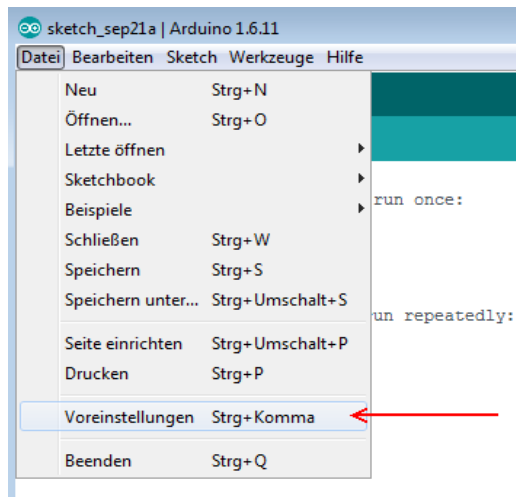 sketch_sep21a | Arduino 1.6.11
Datei Bearbeiten Sketch Werkzeuge Hilfe
Neu Strg+N
Öffnen... Strg+O
Letzte öffnen
Sketchbook
Beispiele
run once:
Schließen Strg+W
Speichern Strg+S
Speichern unter... Strg+Umschalt+S
run repeatedly:
Seite einrichten Strg+Umschalt+P
Drucken Strg+P
Voreinstellungen Strg+Komma
Beenden Strg+Q